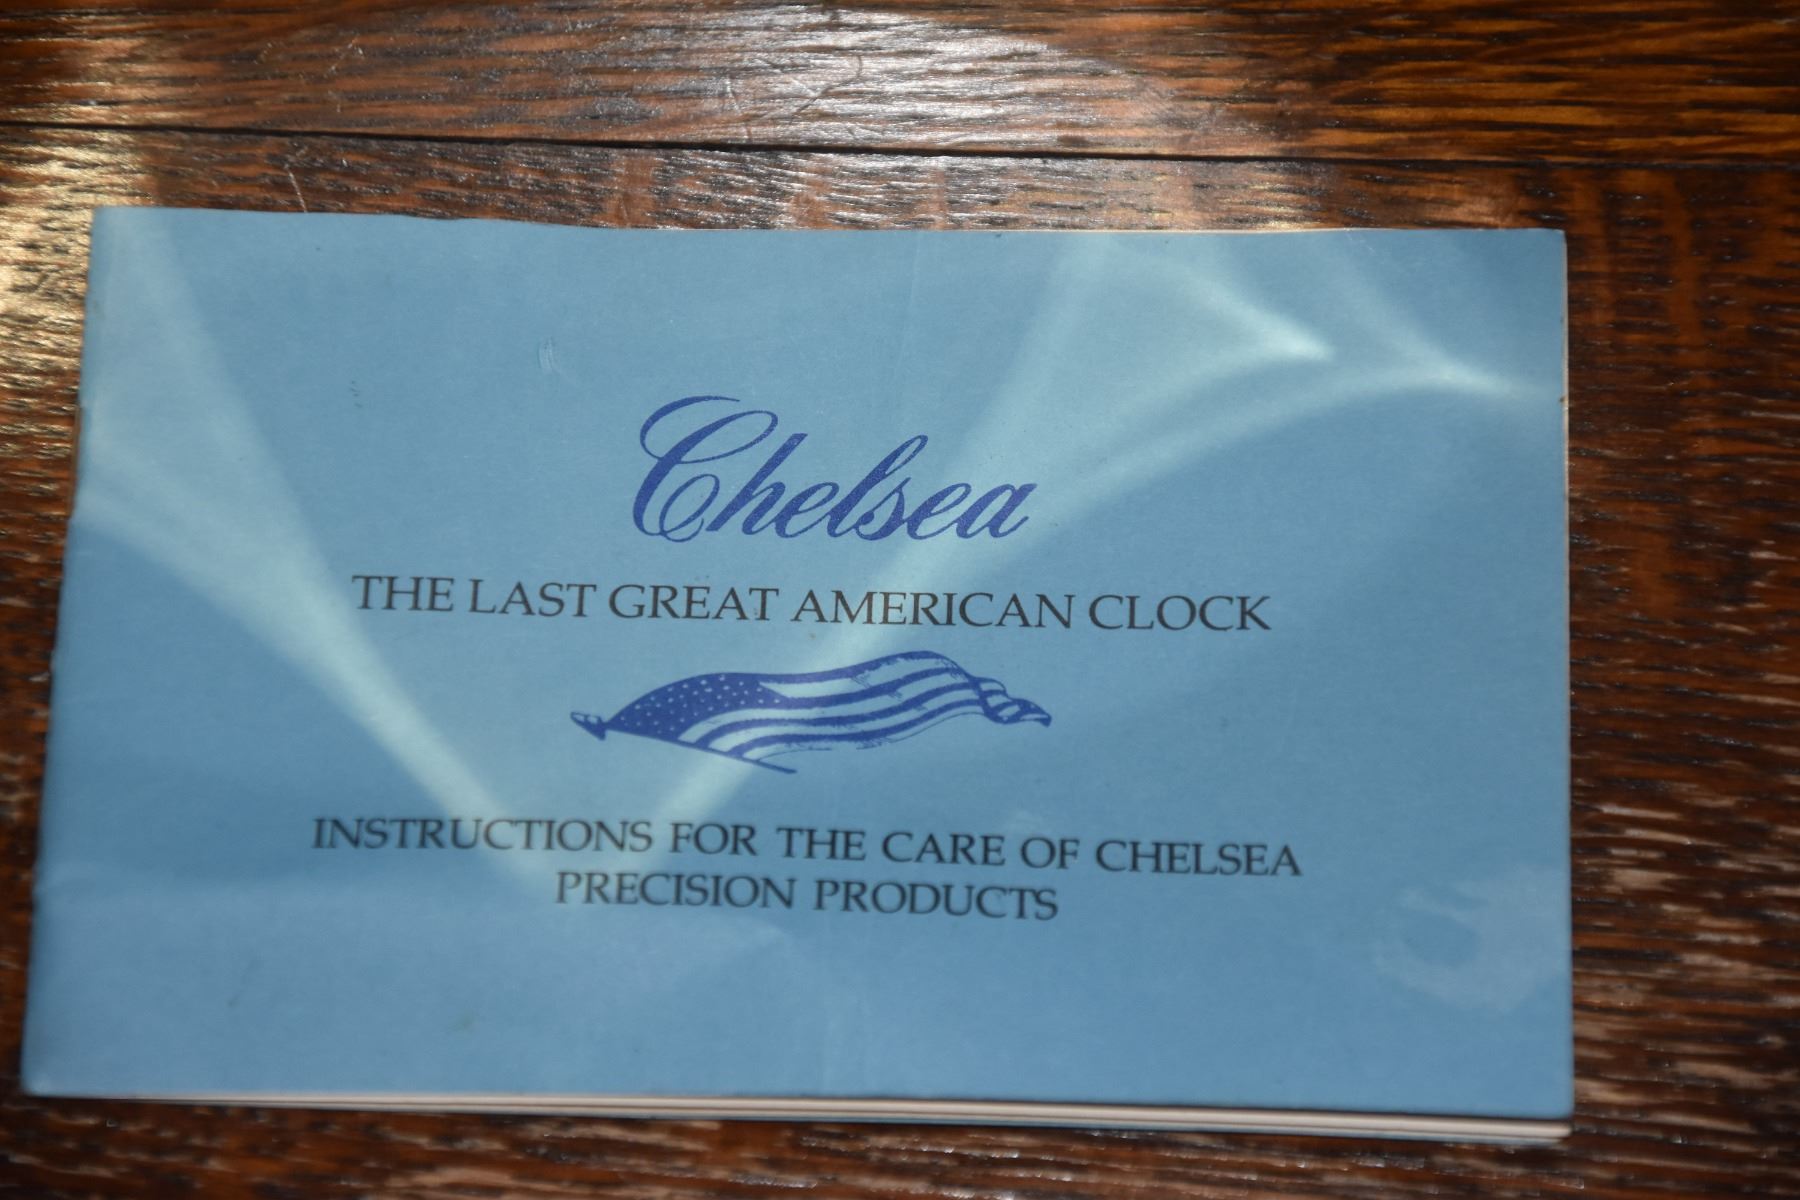 Chelsea
THE LAST GREAT AMERICAN CLOCK
INSTRUCTIONS FOR THE CARE OF CHELSEA
PRECISION PRODUCTS